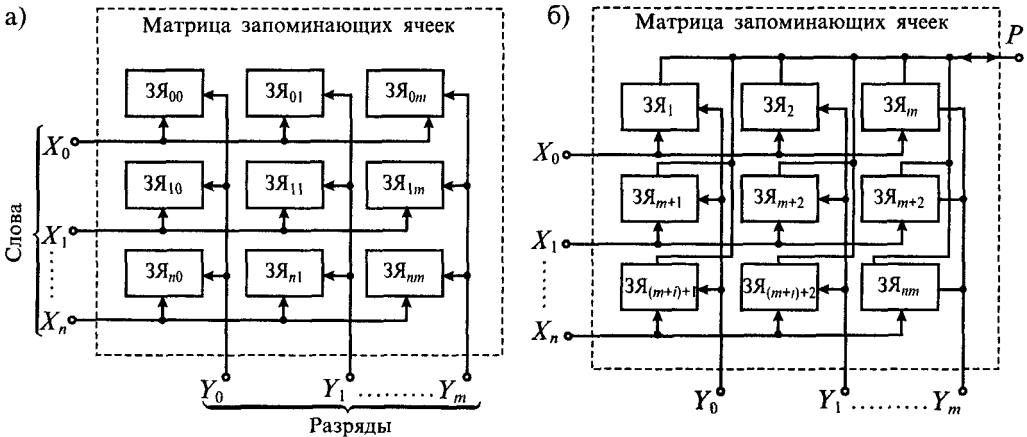 а)
Матрица запоминающих ячеек
ЗЯ₀₀ ЗЯ₀₁ ЗЯ₀ₘ
X₀
ЗЯ₁₀ ЗЯ₁₁ ЗЯ₁ₘ
X₁
ЗЯₙ₀ ЗЯₙ₁ ЗЯₙₘ
Xₙ
Слова
Y₀ Y₁ Yₘ
Разряды
б)
Матрица запоминающих ячеек
P
ЗЯ₁ ЗЯ₂ ЗЯₘ
X₀
ЗЯₘ₊₁ ЗЯₘ₊₂ ЗЯₘ₊₂
X₁
ЗЯ₍ₘ₊ᵢ₎₊₁ ЗЯ₍ₘ₊ᵢ₎₊₂ ЗЯₙₘ
Xₙ
Y₀ Y₁ Yₘ